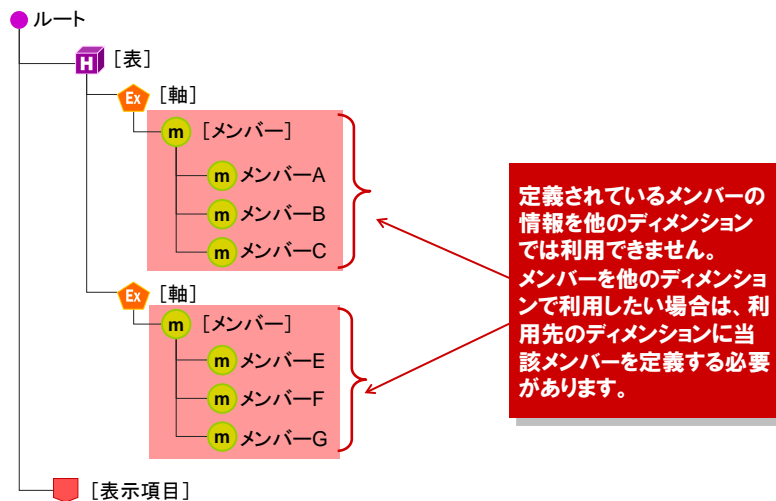 ルート
H
［表］
Ex
［軸］
m
［メンバー］
m メンバーA
m メンバーB
m メンバーC
Ex
［軸］
m
［メンバー］
m メンバーE
m メンバーF
m メンバーG
［表示項目］
定義されているメンバーの
情報を他のディメンション
では利用できません。
メンバーを他のディメンショ
ンで利用したい場合は、利
用先のディメンションに当
該メンバーを定義する必要
があります。